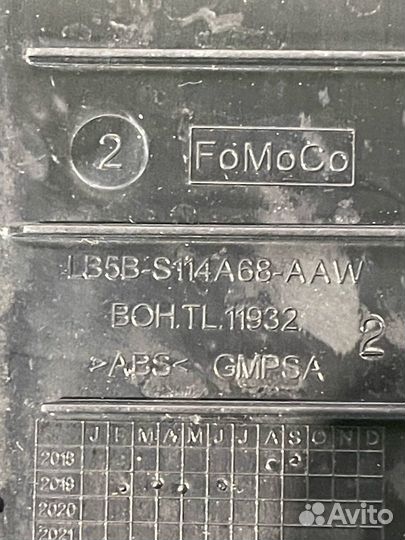 2 FoMoCo
LB5B-S114A68-AAW
BOH.TL.11932
2
>ABS< GMPSA
J F M A M J J A S O N D
2018
2019
2020
2021
Avito